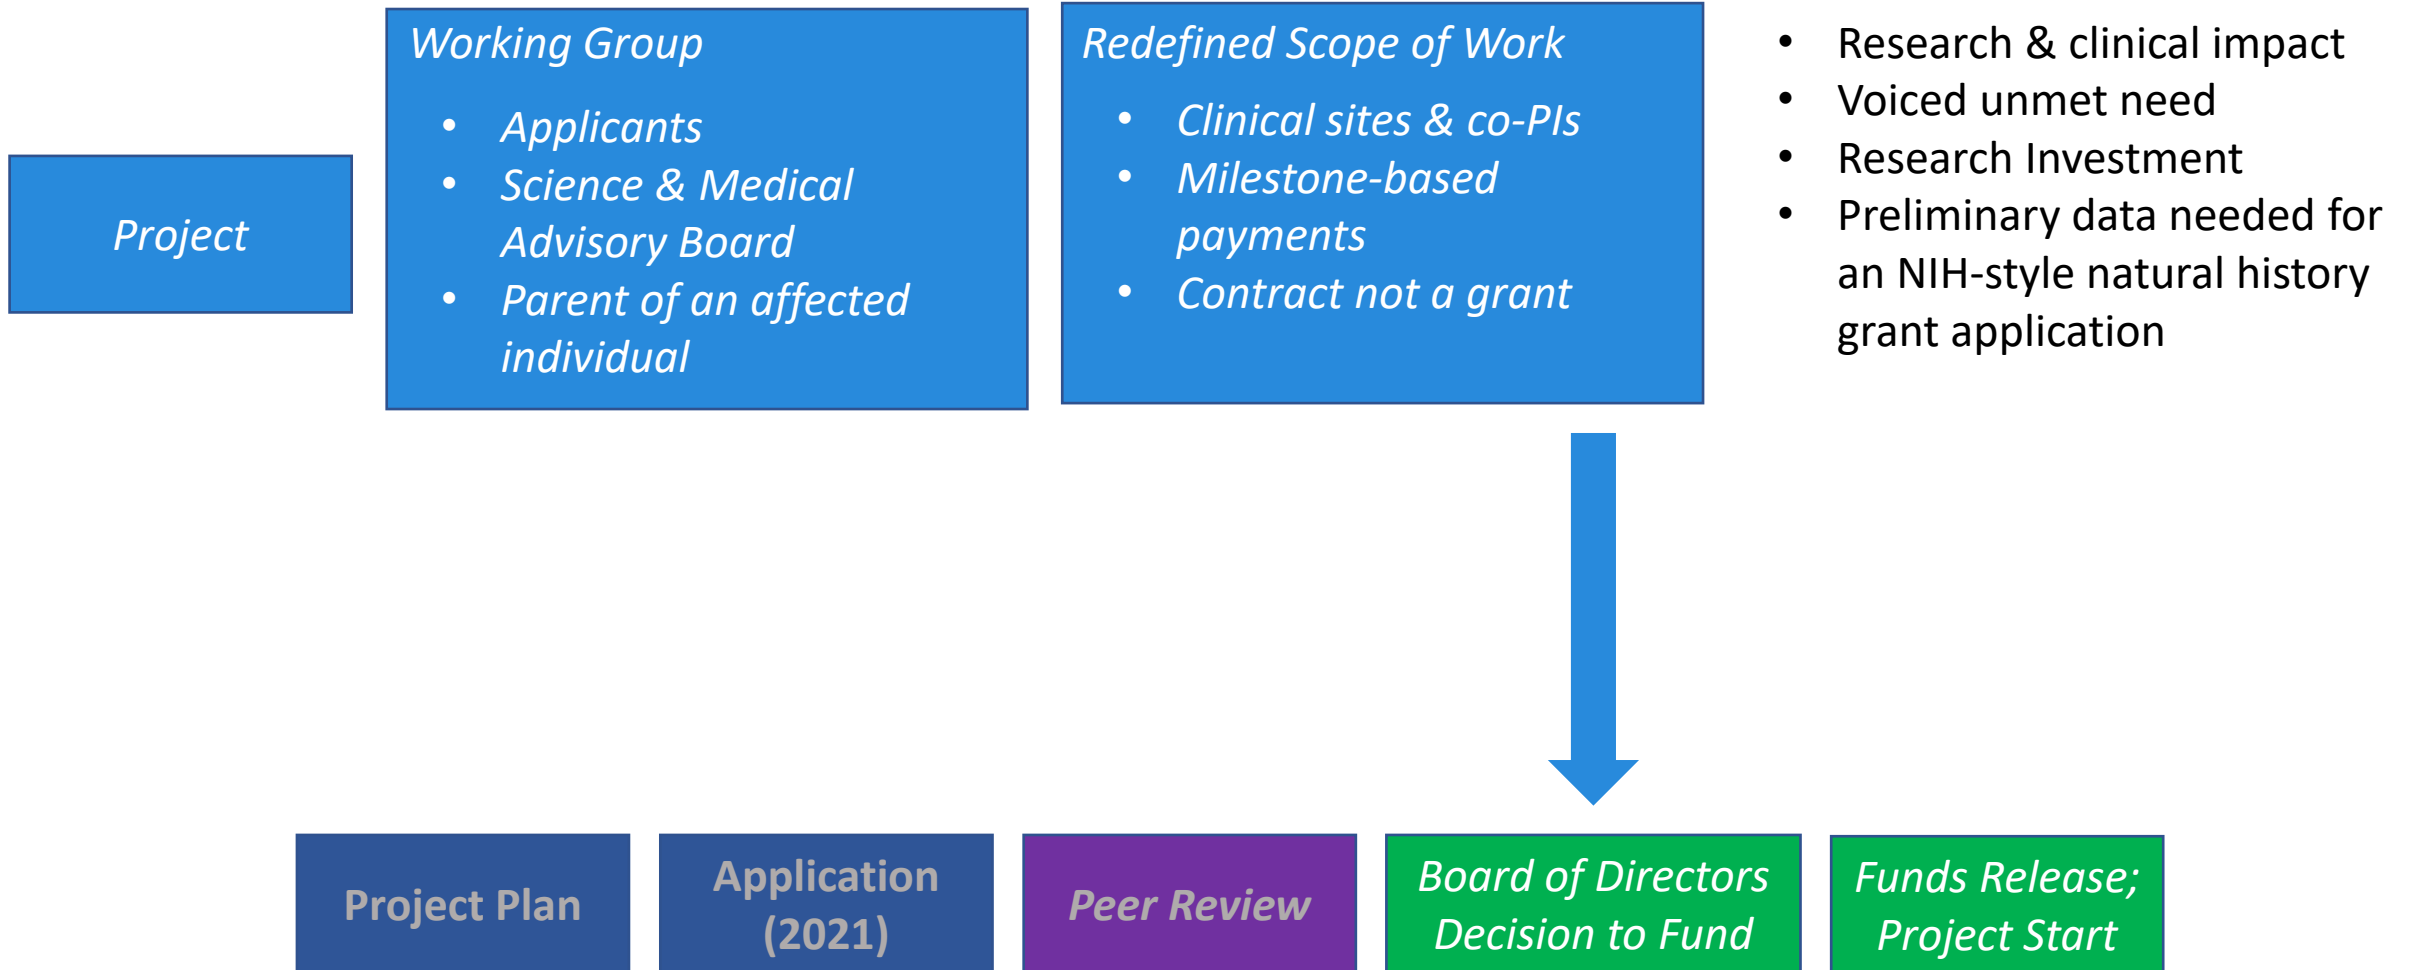 Project
Working Group
• Applicants
• Science & Medical
Advisory Board
• Parent of an affected
individual
Redefined Scope of Work
• Clinical sites & co-PIs
• Milestone-based
payments
• Contract not a grant
• Research & clinical impact
• Voiced unmet need
• Research Investment
• Preliminary data needed for
an NIH-style natural history
grant application
Project Plan
Application
(2021)
Peer Review
Board of Directors
Decision to Fund
Funds Release;
Project Start